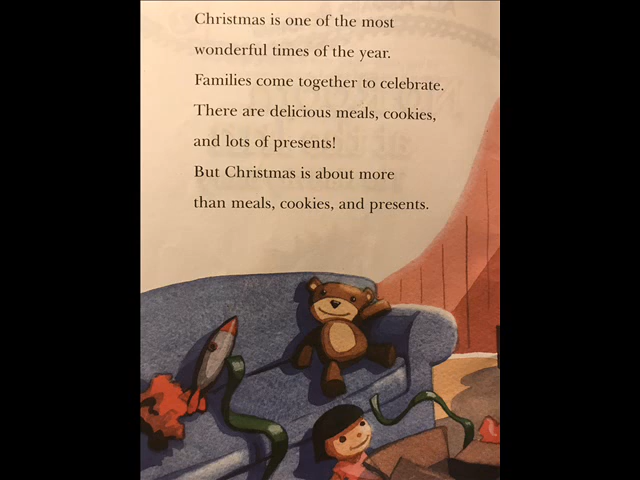 Christmas is one of the most
wonderful times of the year.
Families come together to celebrate.
There are delicious meals, cookies,
and lots of presents!
But Christmas is about more
than meals, cookies, and presents.